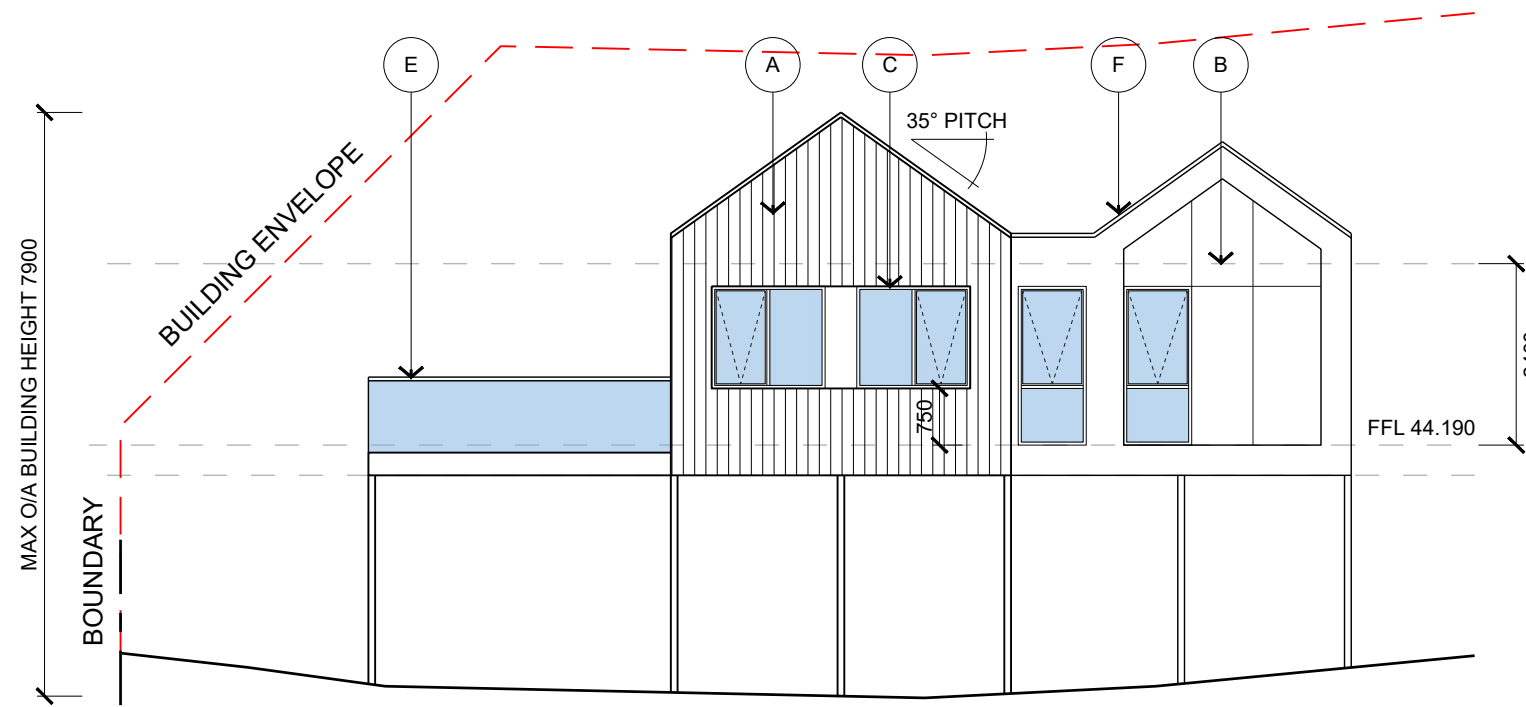 E
A
C
F
B
35° PITCH
BUILDING ENVELOPE
MAX O/A BUILDING HEIGHT 7900
750
FFL 44.190
BOUNDARY